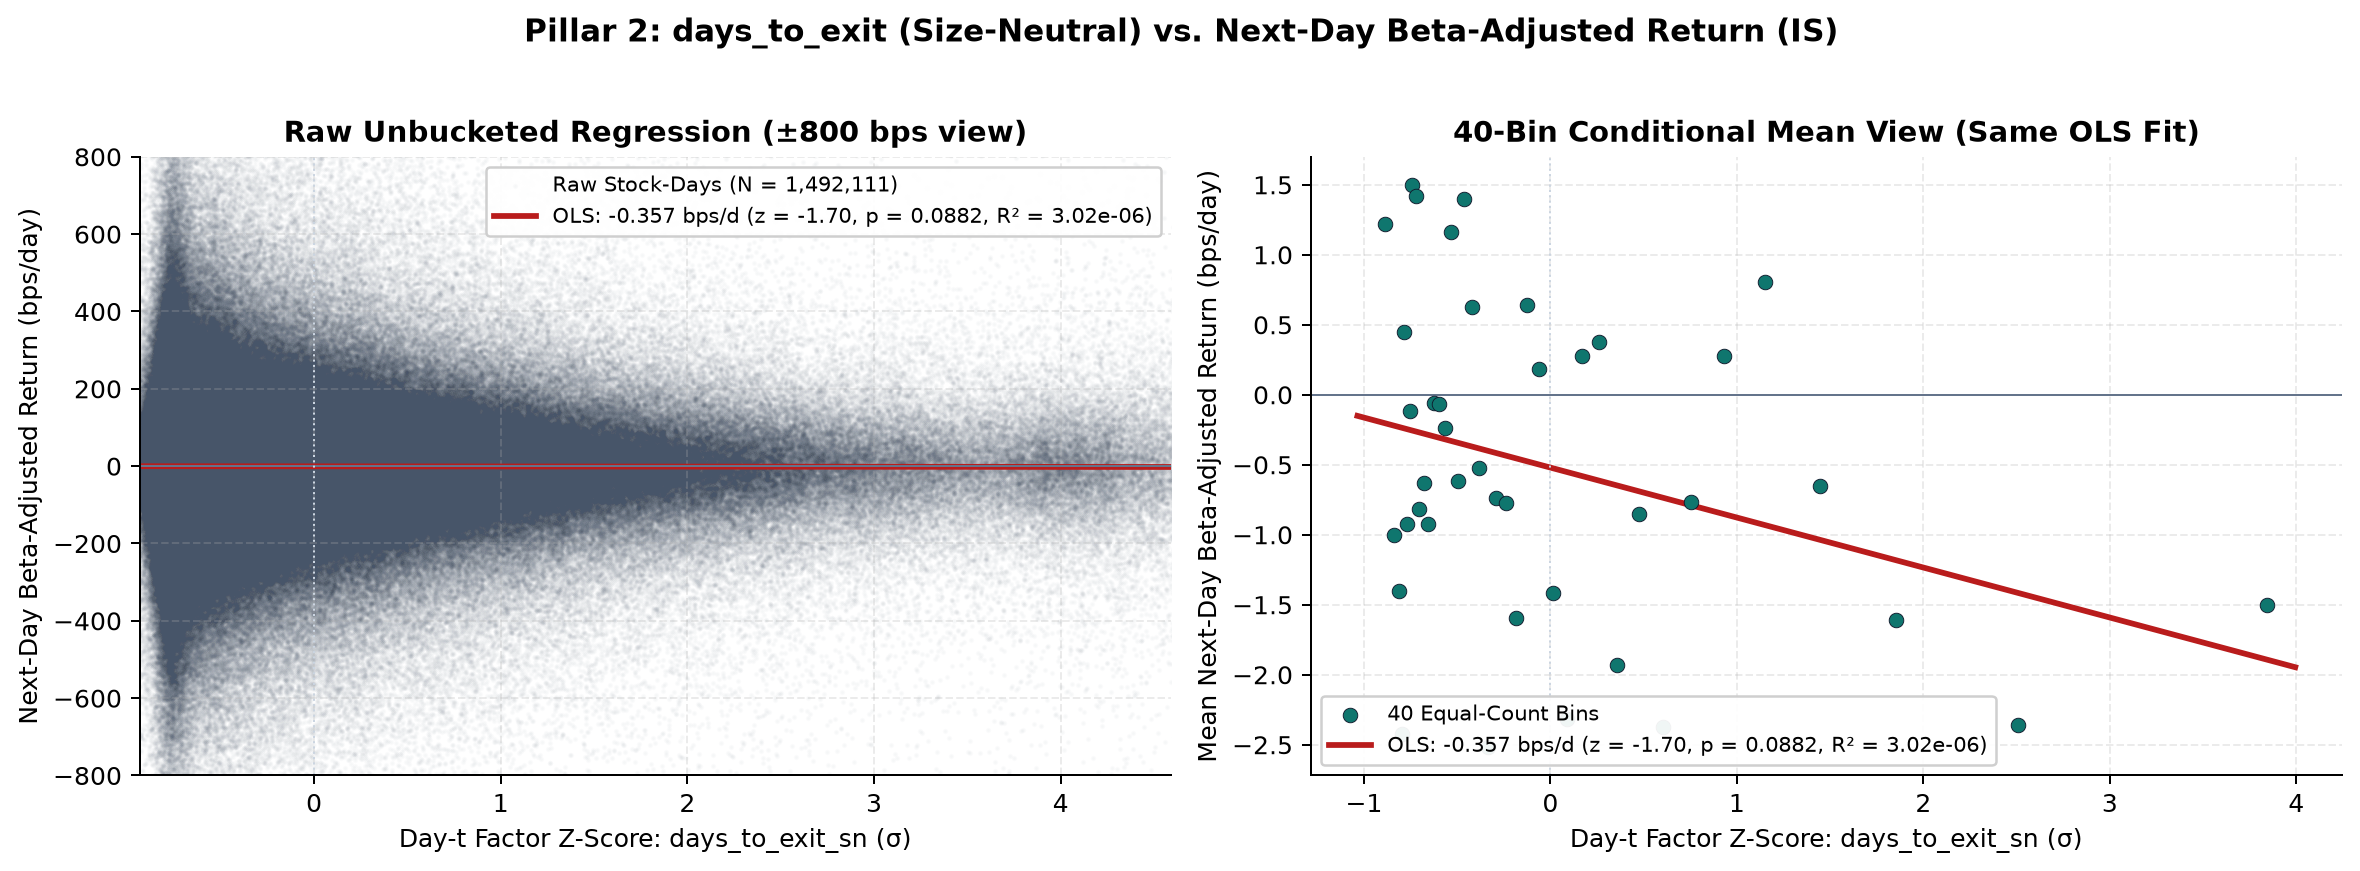 Pillar 2: days_to_exit (Size-Neutral) vs. Next-Day Beta-Adjusted Return (IS)
Raw Unbucketed Regression (±800 bps view)
Next-Day Beta-Adjusted Return (bps/day)
800
600
400
200
0
−200
−400
−600
−800
Raw Stock-Days (N = 1,492,111)
OLS: -0.357 bps/d (z = -1.70, p = 0.0882, R² = 3.02e-06)
0
1
2
3
4
Day-t Factor Z-Score: days_to_exit_sn (σ)
40-Bin Conditional Mean View (Same OLS Fit)
Mean Next-Day Beta-Adjusted Return (bps/day)
1.5
1.0
0.5
0.0
−0.5
−1.0
−1.5
−2.0
−2.5
40 Equal-Count Bins
OLS: -0.357 bps/d (z = -1.70, p = 0.0882, R² = 3.02e-06)
−1
0
1
2
3
4
Day-t Factor Z-Score: days_to_exit_sn (σ)